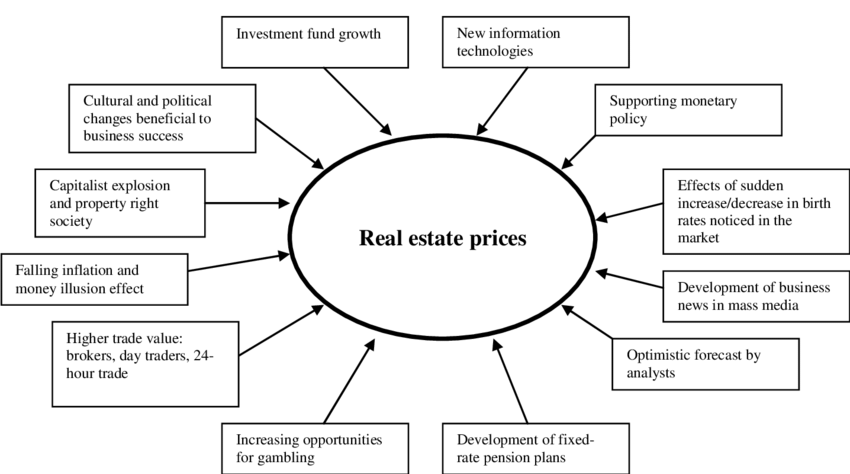 Investment fund growth
New information
technologies
Cultural and political
changes beneficial to
business success
Supporting monetary
policy
Capitalist explosion
and property right
society
Effects of sudden
increase/decrease in birth
rates noticed in the
market
Real estate prices
Falling inflation and
money illusion effect
Development of business
news in mass media
Higher trade value:
brokers, day traders, 24-
hour trade
Optimistic forecast by
analysts
Increasing opportunities
for gambling
Development of fixed-
rate pension plans